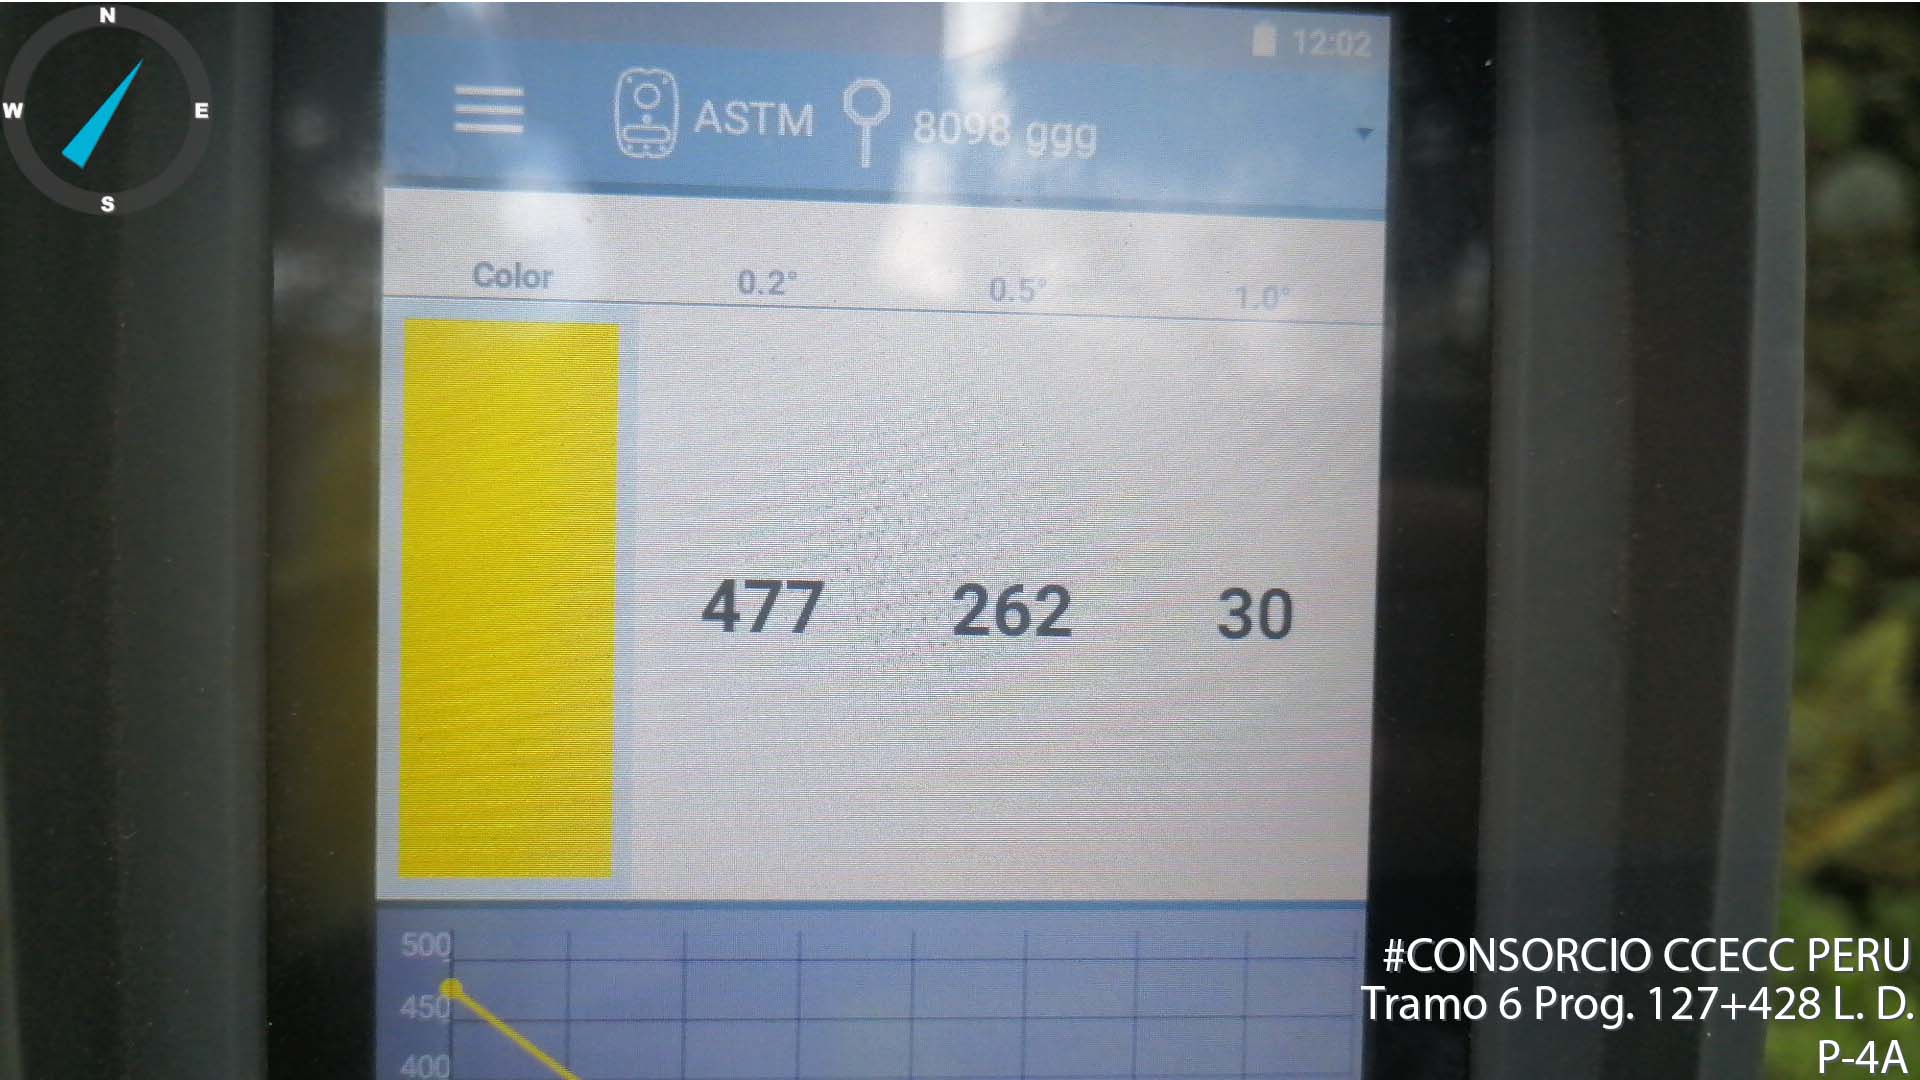 N
W E
S
12:02
ASTM 8098 ggg
Color 0.2° 0.5° 1.0°
477 262 30
500
450
400
#CONSORCIO CCECC PERU
Tramo 6 Prog. 127+428 L. D.
P-4A